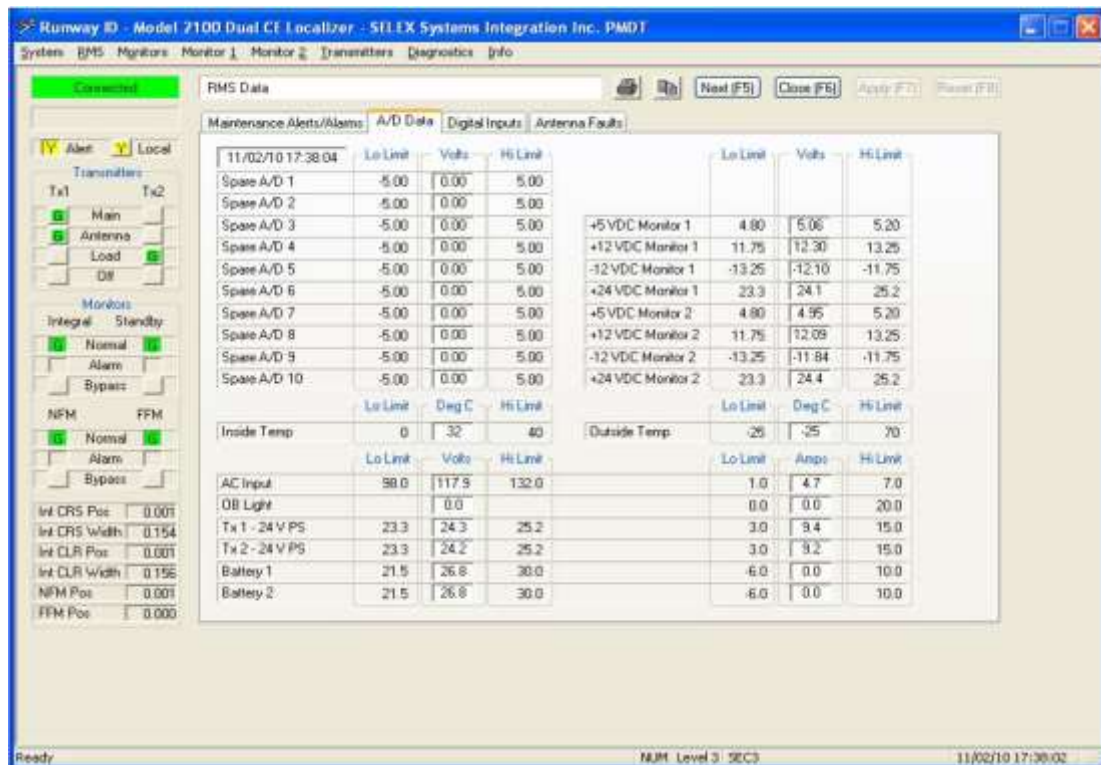 Runway ID - Model 2100 Dual CE Localizer - SELEX Systems Integration Inc. PMDT
System RMS Monitors Monitor 1 Monitor 2 Transmitters Diagnostics Info
Connected
RMS Data Next (F5) Close (F6) Apply (F7) Reset (F8)
Maintenance Alerts/Alarms A/D Data Digital Inputs Antenna Faults
Y Alert Y Local
Transmitters
Tx1 Tx2
G Main
G Antenna
Load G
Off
Monitors
Integral Standby
G Normal G
Alarm
Bypass
NFM FFM
G Normal G
Alarm
Bypass
Int CRS Pos 0.001
Int CRS Width 0.154
Int CLR Pos 0.001
Int CLR Width 0.156
NFM Pos 0.001
FFM Pos 0.000
11/02/10 17:38:04 Lo Limit Volts Hi Limit Lo Limit Volts Hi Limit
Spare A/D 1 -5.00 0.00 5.00
Spare A/D 2 -5.00 0.00 5.00
Spare A/D 3 -5.00 0.00 5.00 +5 VDC Monitor 1 4.80 5.06 5.20
Spare A/D 4 -5.00 0.00 5.00 +12 VDC Monitor 1 11.75 12.30 13.25
Spare A/D 5 -5.00 0.00 5.00 -12 VDC Monitor 1 -13.25 -12.10 -11.75
Spare A/D 6 -5.00 0.00 5.00 +24 VDC Monitor 1 23.3 24.1 25.2
Spare A/D 7 -5.00 0.00 5.00 +5 VDC Monitor 2 4.80 4.95 5.20
Spare A/D 8 -5.00 0.00 5.00 +12 VDC Monitor 2 11.75 12.09 13.25
Spare A/D 9 -5.00 0.00 5.00 -12 VDC Monitor 2 -13.25 -11.84 -11.75
Spare A/D 10 -5.00 0.00 5.00 +24 VDC Monitor 2 23.3 24.4 25.2
Lo Limit Deg C Hi Limit Lo Limit Deg C Hi Limit
Inside Temp 0 32 40 Outside Temp -25 -25 70
Lo Limit Volts Hi Limit Lo Limit Amps Hi Limit
AC Input 98.0 117.9 132.0 1.0 4.7 7.0
OB Light 0.0 0.0 0.0 20.0
Tx 1 - 24 V PS 23.3 24.3 25.2 3.0 9.4 15.0
Tx 2 - 24 V PS 23.3 24.2 25.2 3.0 9.2 15.0
Battery 1 21.5 26.8 30.0 -6.0 0.0 10.0
Battery 2 21.5 26.8 30.0 -6.0 0.0 10.0
Ready NUM Level 3 SEC3 11/02/10 17:38:02